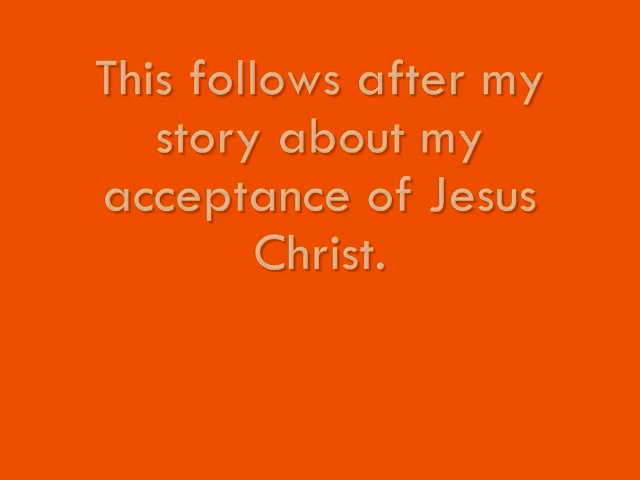 This follows after my
story about my
acceptance of Jesus
Christ.